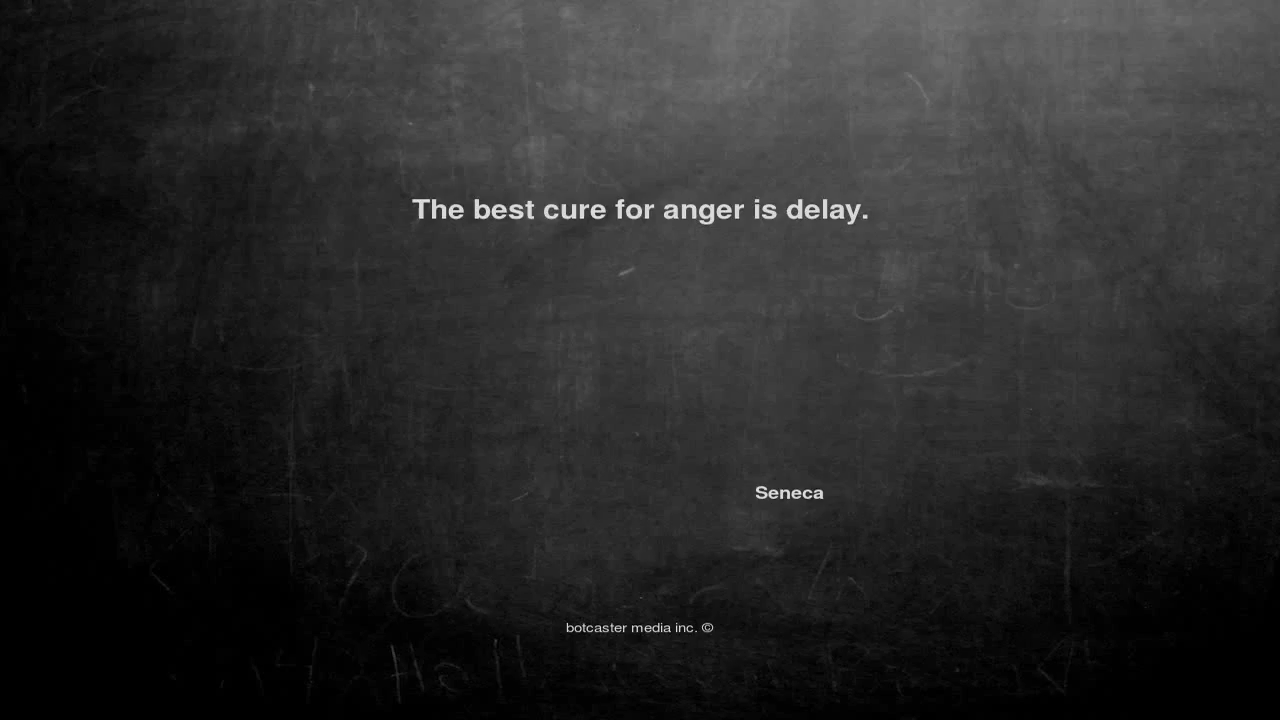 The best cure for anger is delay.
Seneca
botcaster media inc. ©